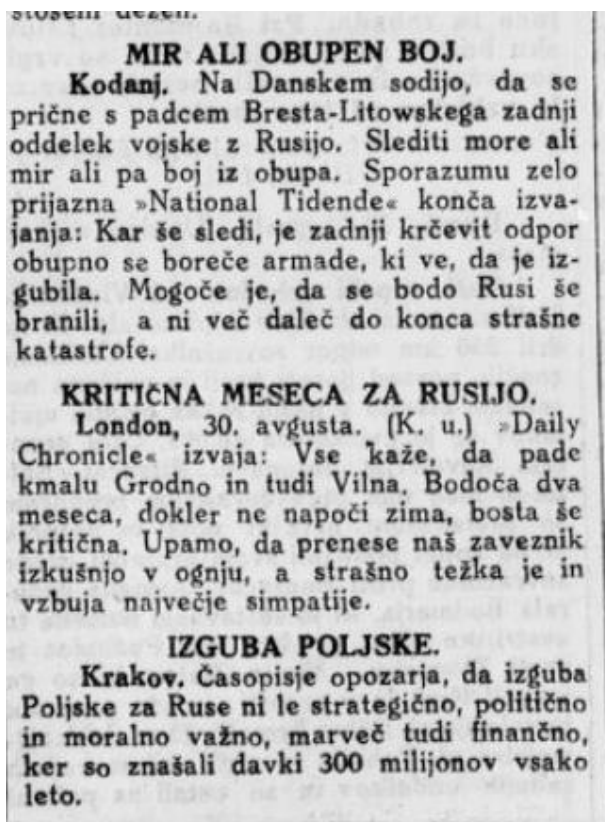 MIR ALI OBUPEN BOJ.
Kodanj. Na Danskem sodijo, da se
prične s padcem Bresta-Litowskega zadnji
oddelek vojske z Rusijo. Slediti more ali
mir ali pa boj iz obupa. Sporazumu zelo
prijazna »National Tidende« konča izva-
janja: Kar še sledi, je zadnji krčevit odpor
obupno se boreče armade, ki ve, da je iz-
gubila. Mogoče je, da se bodo Rusi še
branili, a ni več daleč do konca strašne
katastrofe.
KRITIČNA MESECA ZA RUSIJO.
London, 30. avgusta. (K. u.) »Daily
Chronicle« izvaja: Vse kaže, da pade
kmalu Grodno in tudi Vilna. Bodoča dva
meseca, dokler ne napoči zima, bosta še
kritična. Upamo, da prenese naš zaveznik
izkušnjo v ognju, a strašno težka je in
vzbuja največje simpatije.
IZGUBA POLJSKE.
Krakov. Časopisje opozarja, da izguba
Poljske za Ruse ni le strategično, politično
in moralno važno, marveč tudi finančno,
ker so znašali davki 300 milijonov vsako
leto.